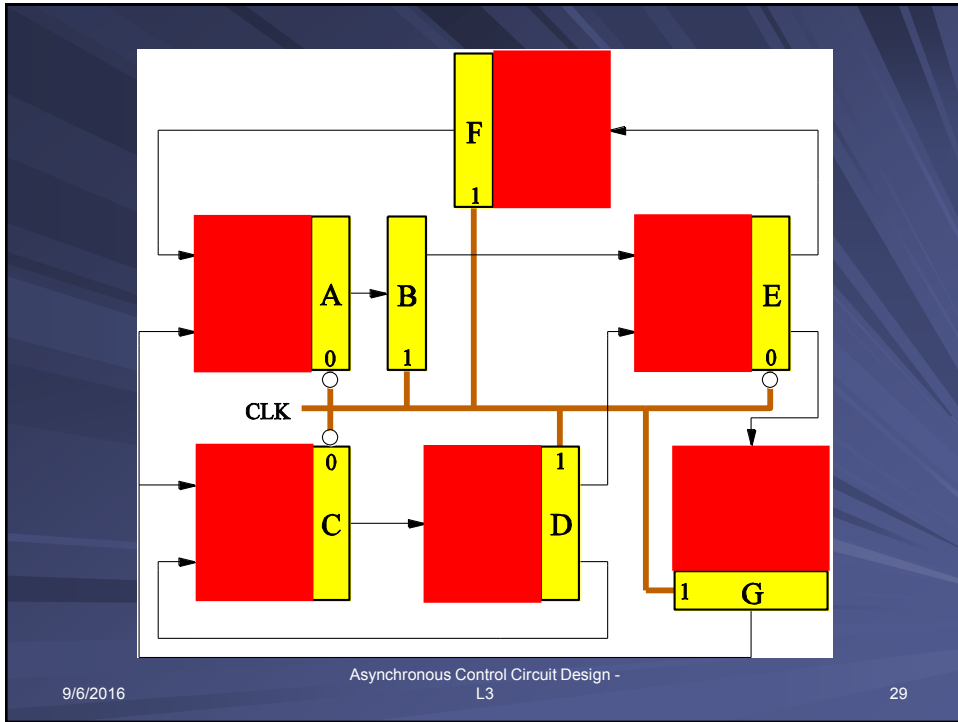 F
1
A
0
B
1
E
0
CLK
0
C
1
D
1 G
9/6/2016
Asynchronous Control Circuit Design -
L3
29